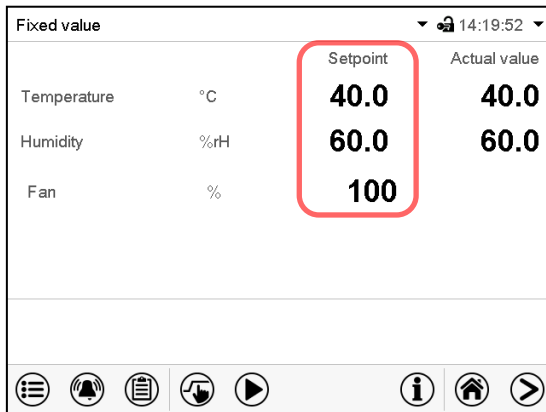 Fixed value 14:19:52
Setpoint Actual value
Temperature °C 40.0 40.0
Humidity %rH 60.0 60.0
Fan % 100